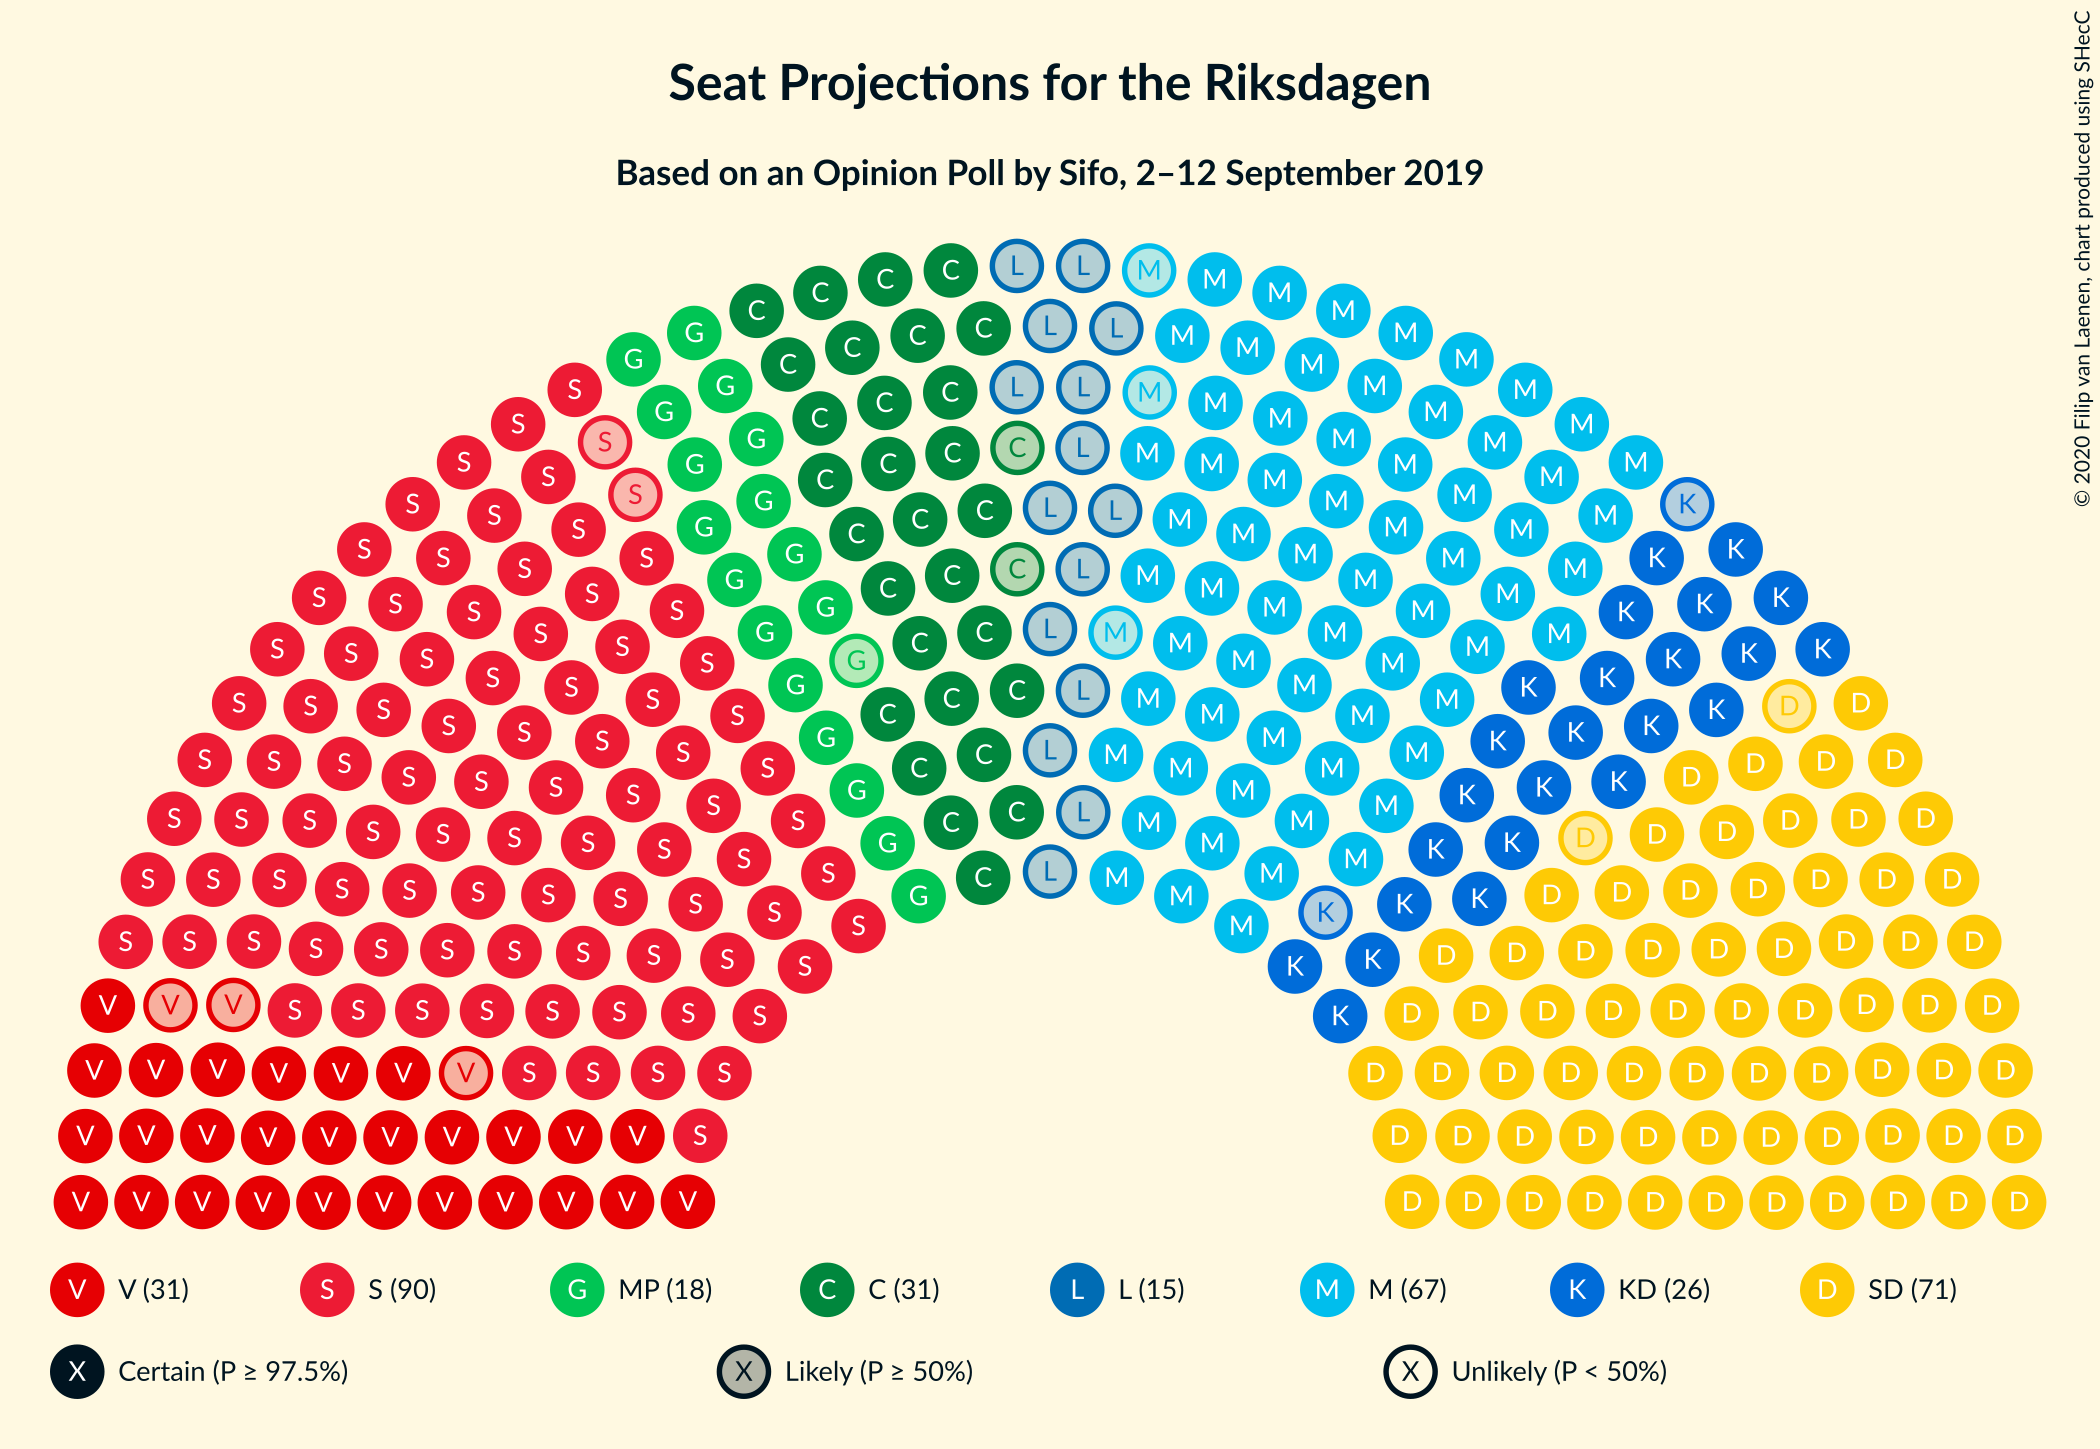 Seat Projections for the Riksdagen
Based on an Opinion Poll by Sifo, 2–12 September 2019
© 2020 Filip van Laenen, chart produced using SHecC
V V (31) S S (90) G MP (18) C C (31) L L (15) M M (67) K KD (26) D SD (71)
X Certain (P ≥ 97.5%) X Likely (P ≥ 50%) X Unlikely (P < 50%)